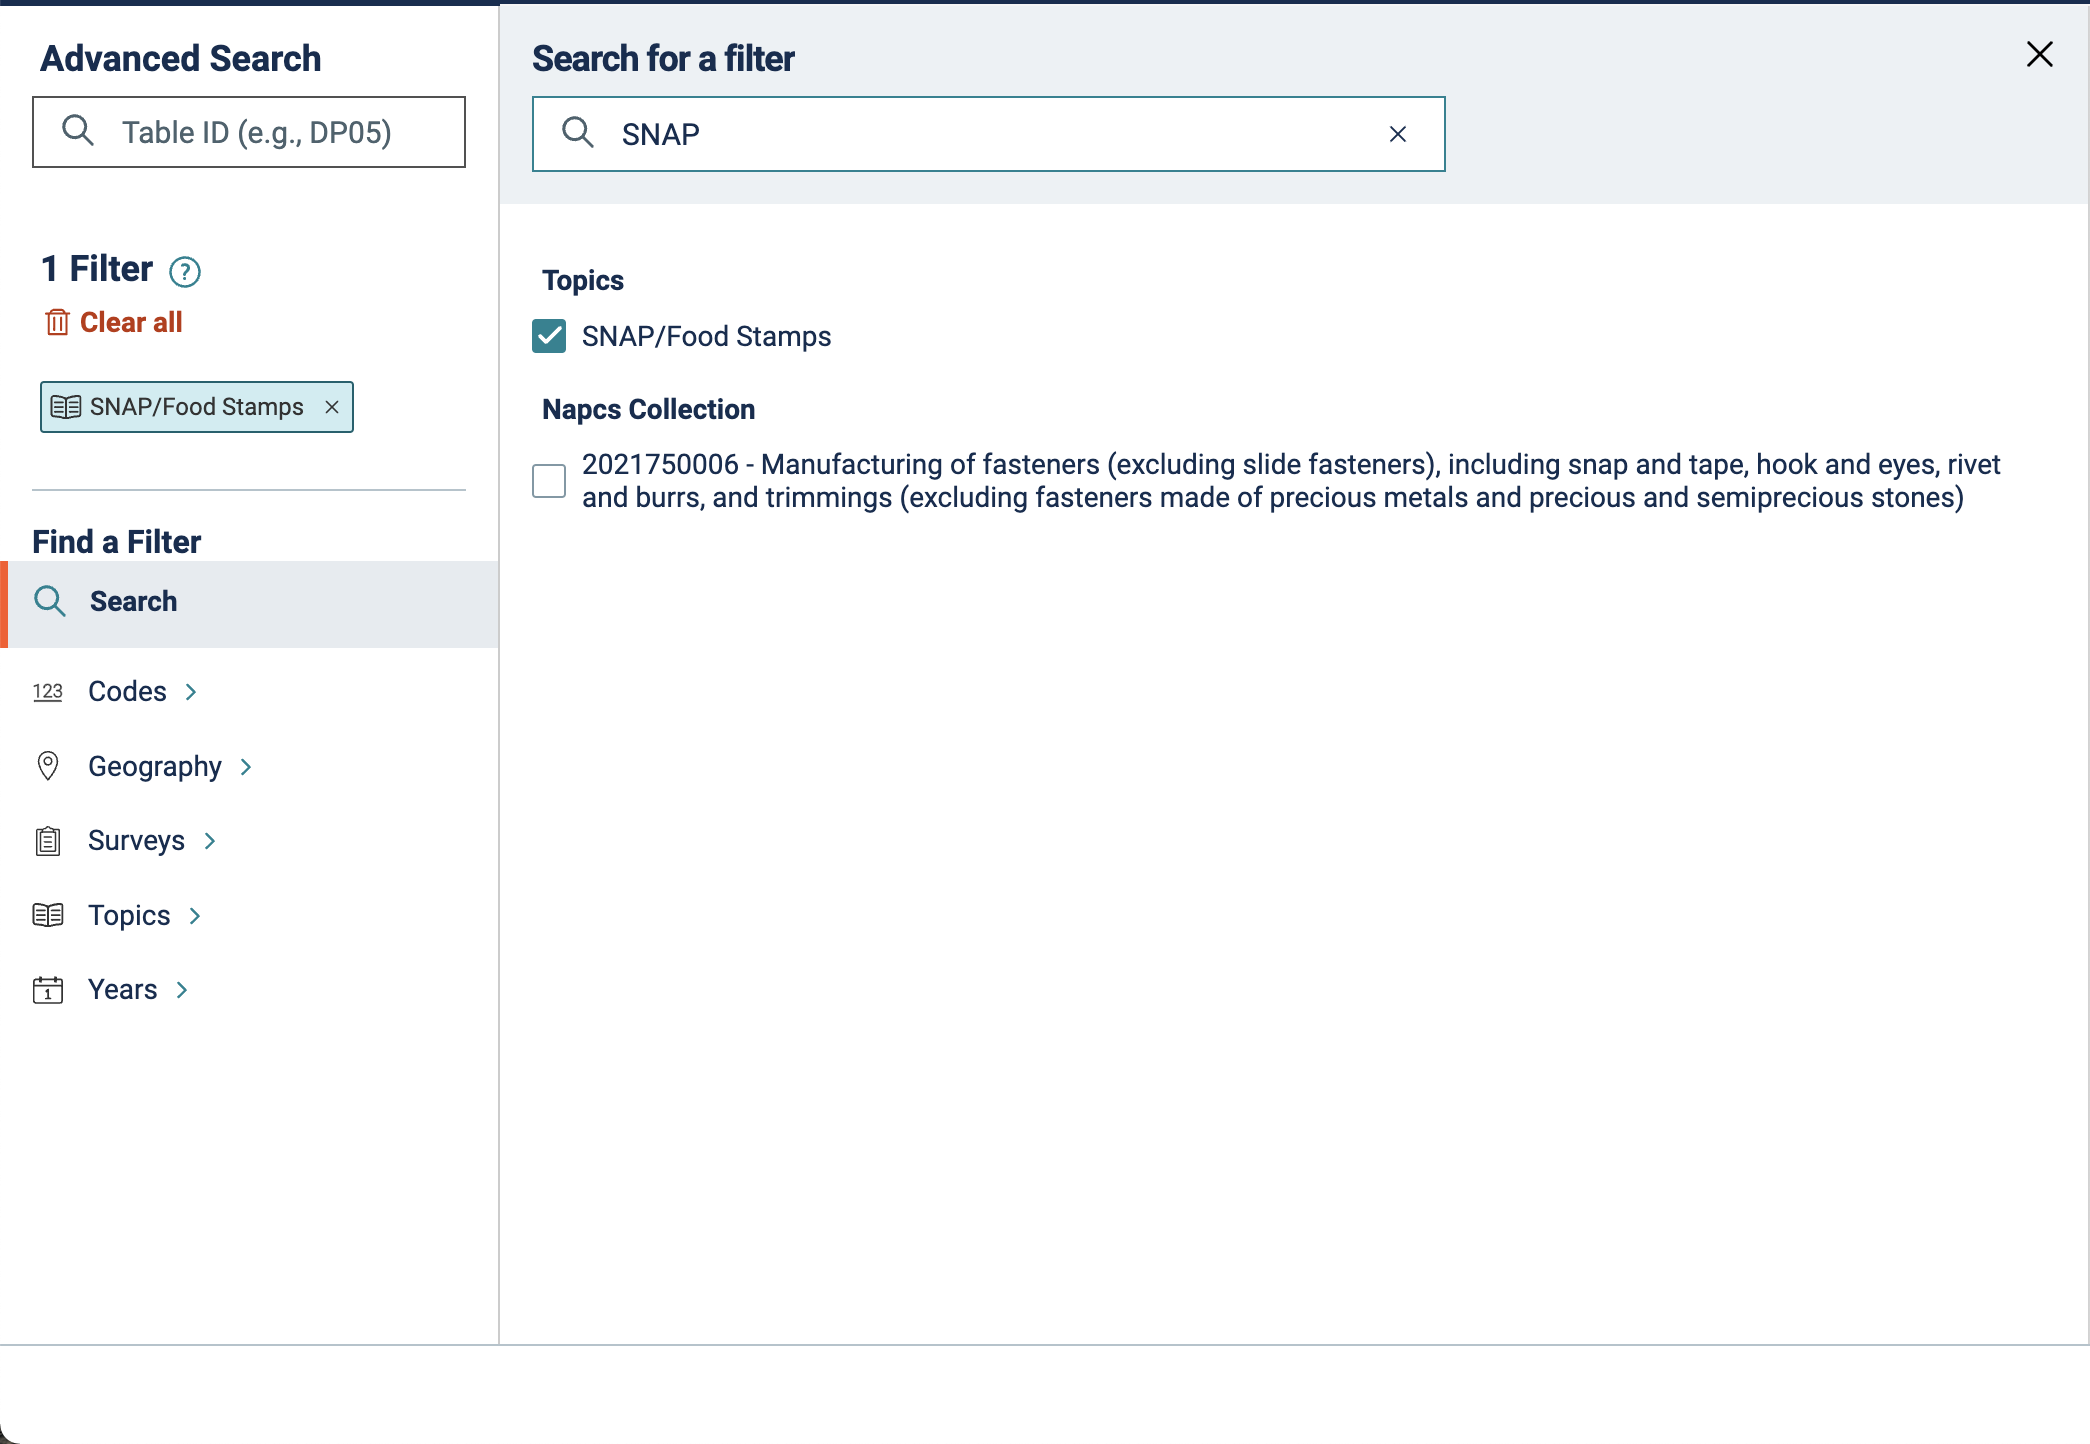 Advanced Search
Table ID (e.g., DP05)
1 Filter ?
Clear all
SNAP/Food Stamps ×
Find a Filter
Search
123 Codes
Geography
Surveys
Topics
1 Years
Search for a filter
SNAP
Topics
SNAP/Food Stamps
Napcs Collection
2021750006 - Manufacturing of fasteners (excluding slide fasteners), including snap and tape, hook and eyes, rivet
and burrs, and trimmings (excluding fasteners made of precious metals and precious and semiprecious stones)